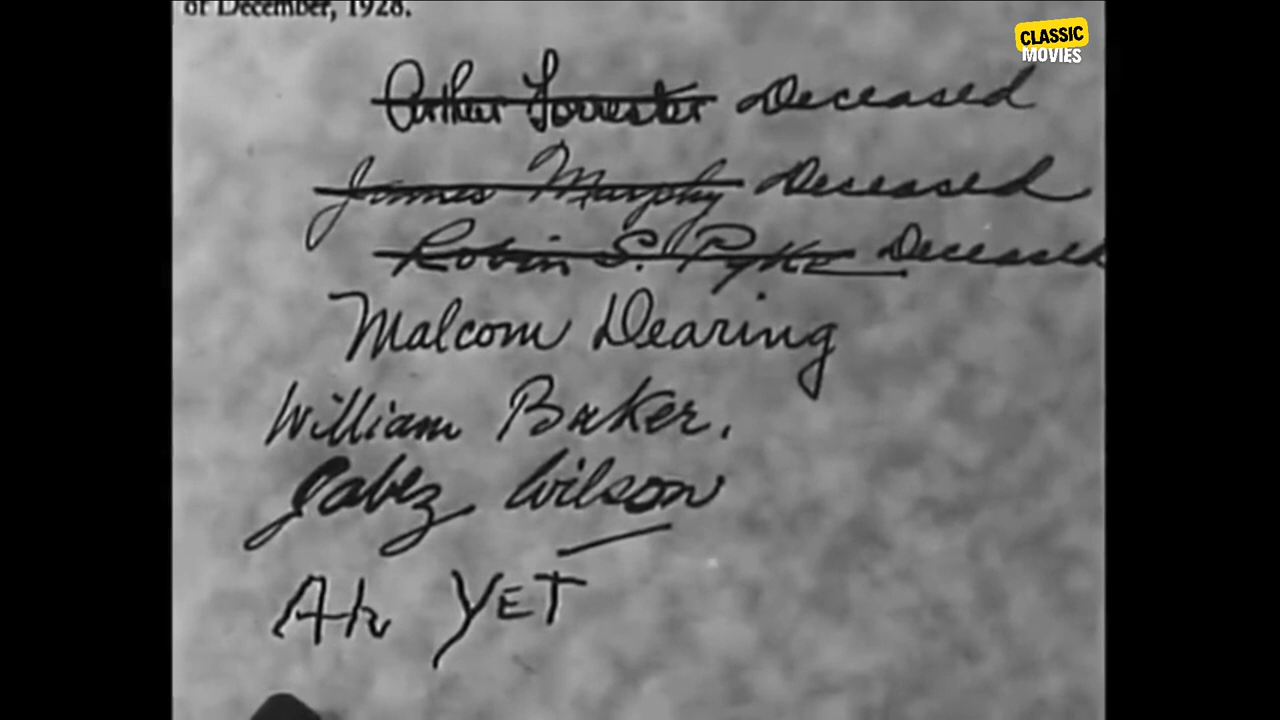 of December, 1928.
CLASSIC
MOVIES
Arthur Forrester Deceased
James Murphy Deceased
Robin S. Pyke Deceased
Malcom Dearing
William Baker.
Jabez Wilson
Ah YET